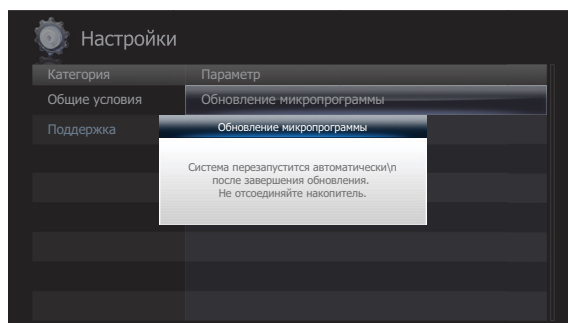 Настройки
Категория Параметр
Общие условия Обновление микропрограммы
Поддержка
Обновление микропрограммы
Система перезапустится автоматически\n
после завершения обновления.
Не отсоединяйте накопитель.